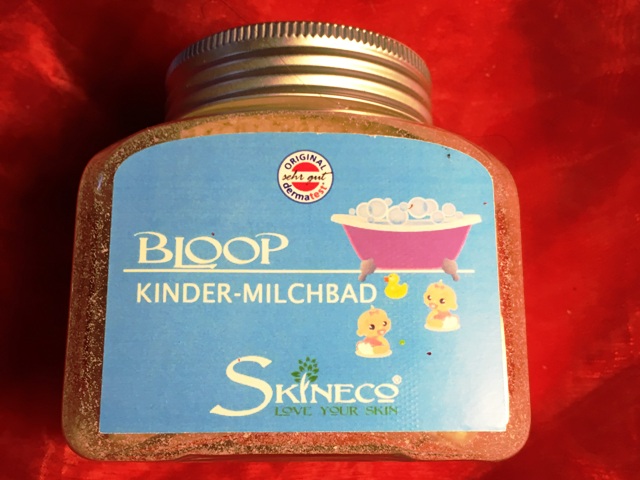 ORIGINAL
sehr gut
dermatest®
BLOOP
KINDER-MILCHBAD
SKINECO®
LOVE YOUR SKIN